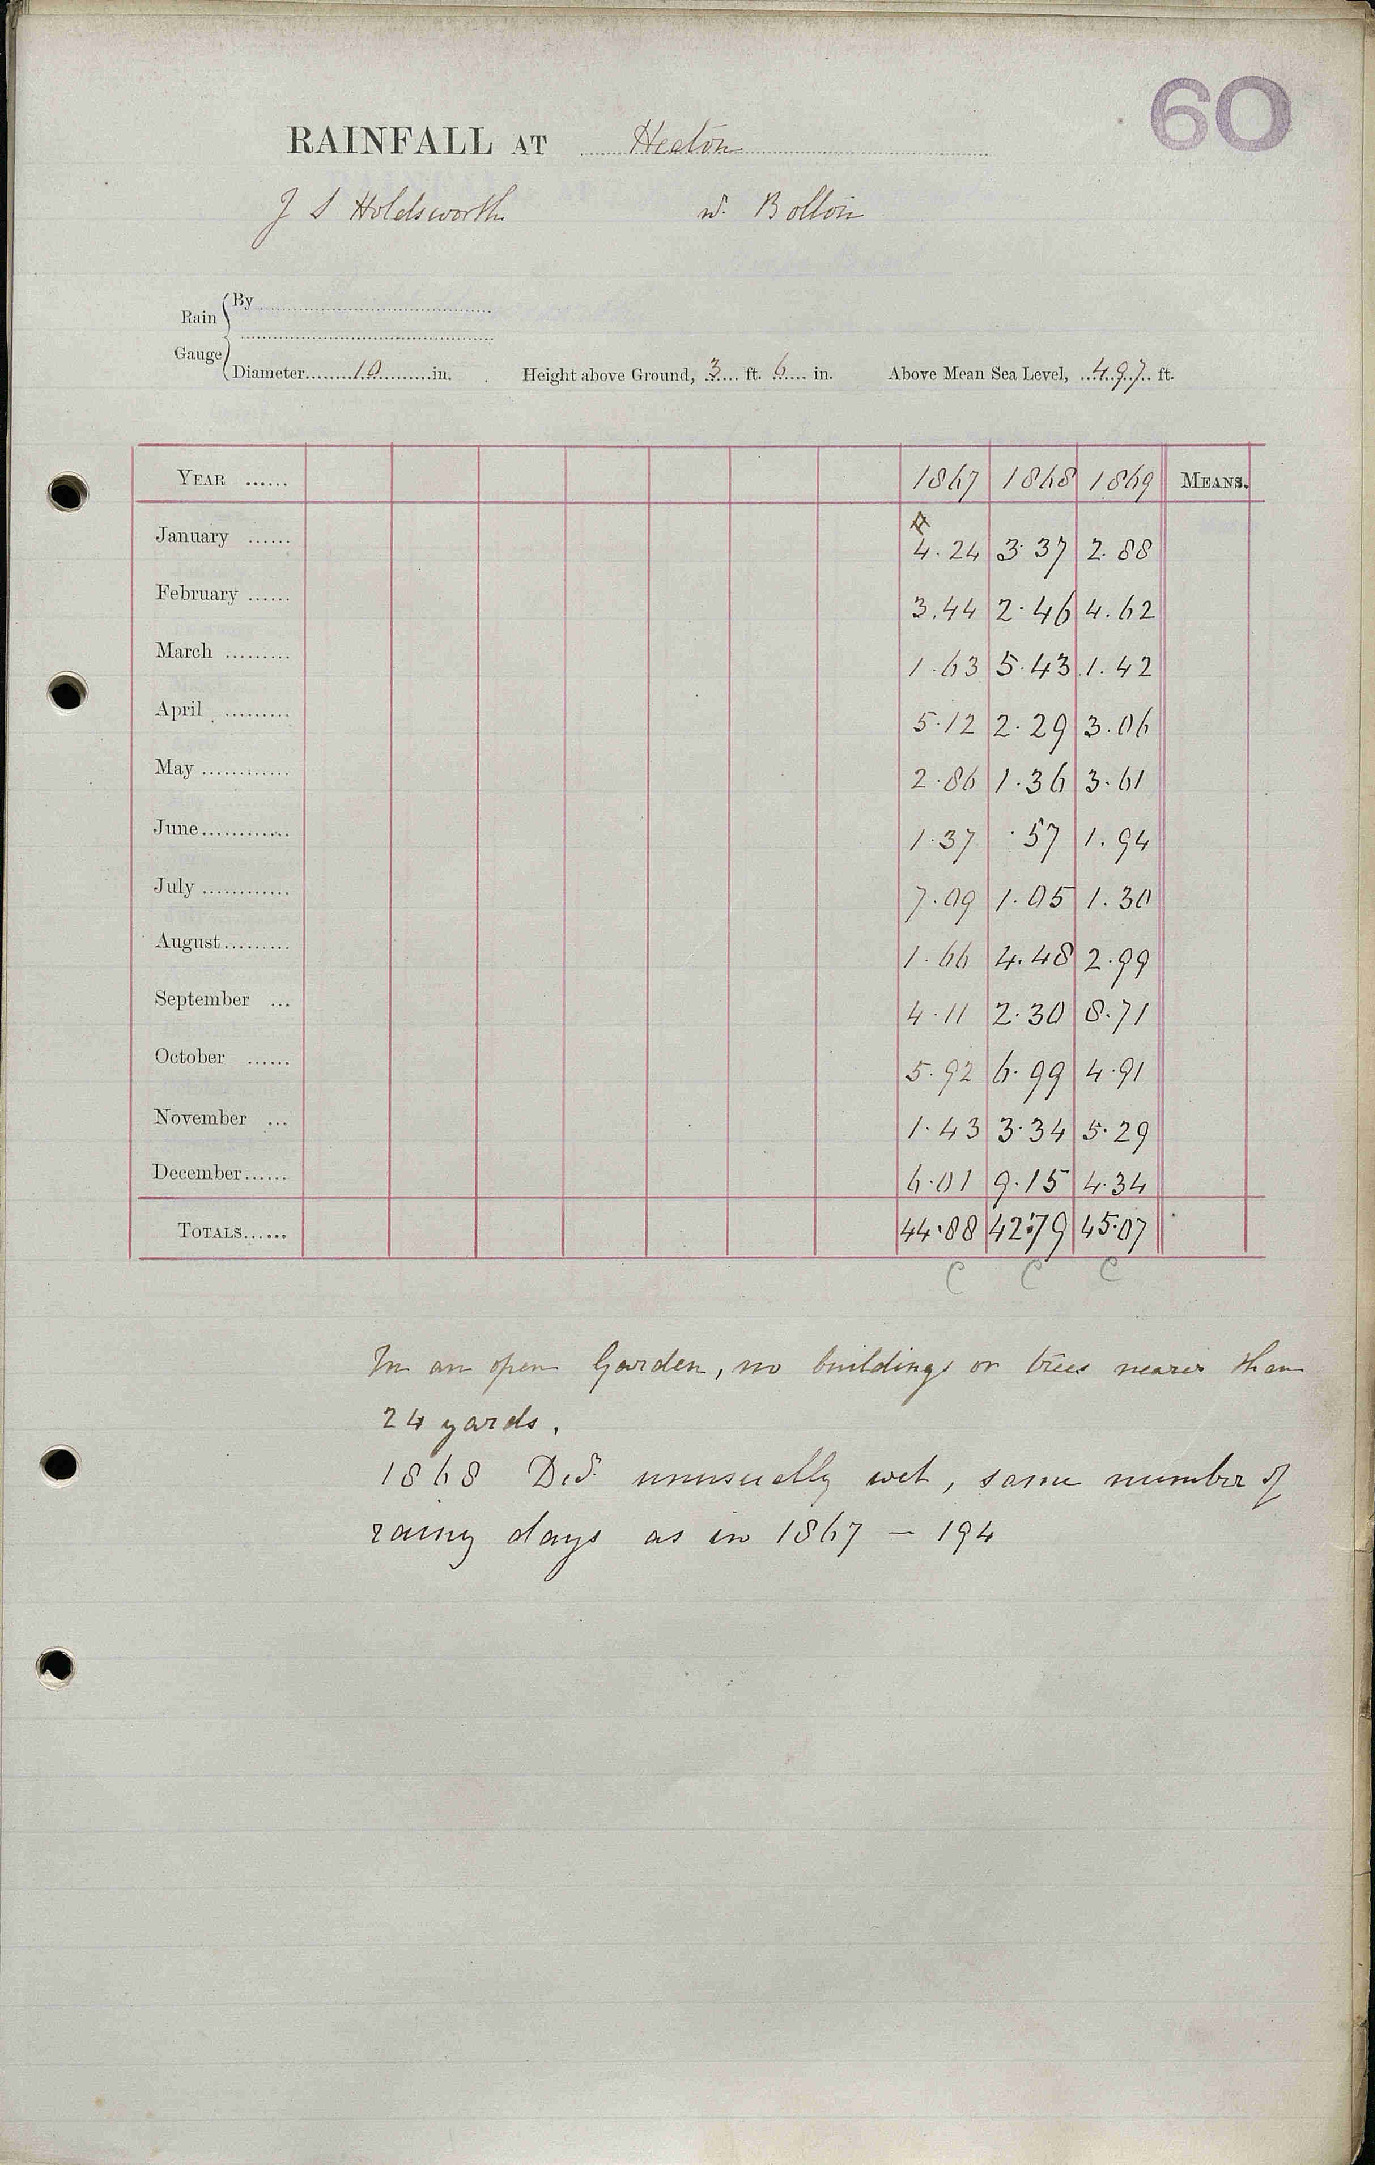 60
RAINFALL AT Heaton
J S Holdsworth nr. Bolton
Rain Gauge
By
Diameter 10 in. Height above Ground, 3 ft. 6 in. Above Mean Sea Level, 497 ft.
YEAR ...... 1867 1868 1869 MEANS.
January ...... 4.24 3.37 2.88
February ...... 3.44 2.46 4.62
March ......... 1.63 5.43 1.42
April ......... 5.12 2.29 3.06
May ............ 2.86 1.36 3.61
June............ 1.37 .57 1.94
July ............ 7.09 1.05 1.30
August......... 1.66 4.48 2.99
September ... 4.11 2.30 8.71
October ...... 5.92 6.99 4.91
November ... 1.43 3.34 5.29
December...... 6.01 9.15 4.34
TOTALS...... 44.88 42.79 45.07
C C C
In an open Garden, no buildings or trees nearer than
24 yards.
1868 Decr. unusually wet, same number of
rainy days as in 1867 — 194